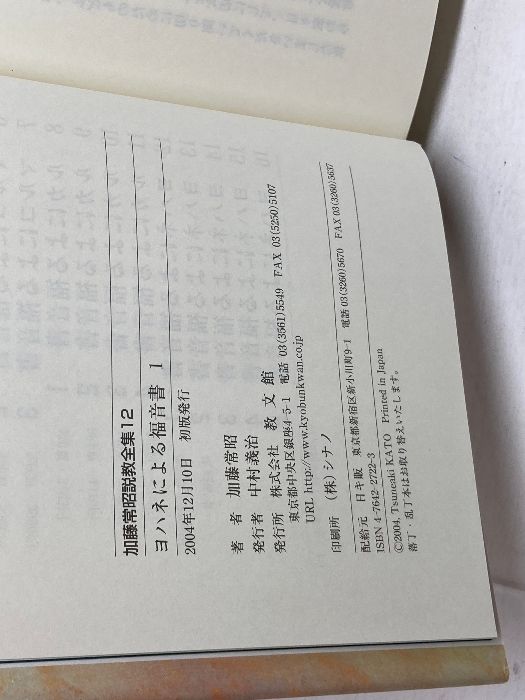 加藤常昭説教全集12
ヨハネによる福音書 1
2004年12月10日 初版発行
著 者 加藤常昭
発行者 中村義治
発行所 株式会社 教 文 館
東京都中央区銀座4-5-1 電話 03(3561)5549 FAX 03(5250)5107
URL http://www.kyobunkwan.co.jp
印刷所 (株)シナノ
配給元 日キ販 東京都新宿区新小川町9-1 電話 03(3260)5670 FAX 03(3260)5637
ISBN 4-7642-2722-3
©2004, Tsuneaki KATO Printed in Japan
落丁・乱丁本はお取り替えいたします。